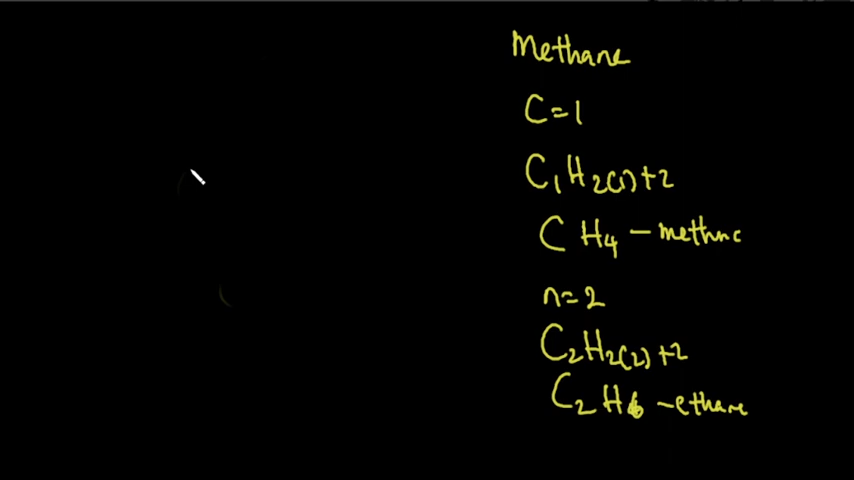 Methane
C=1
C₁H₂₍₁₎+2
CH₄ – methane
n=2
C₂H₂₍₂₎+2
C₂H₆ – ethane